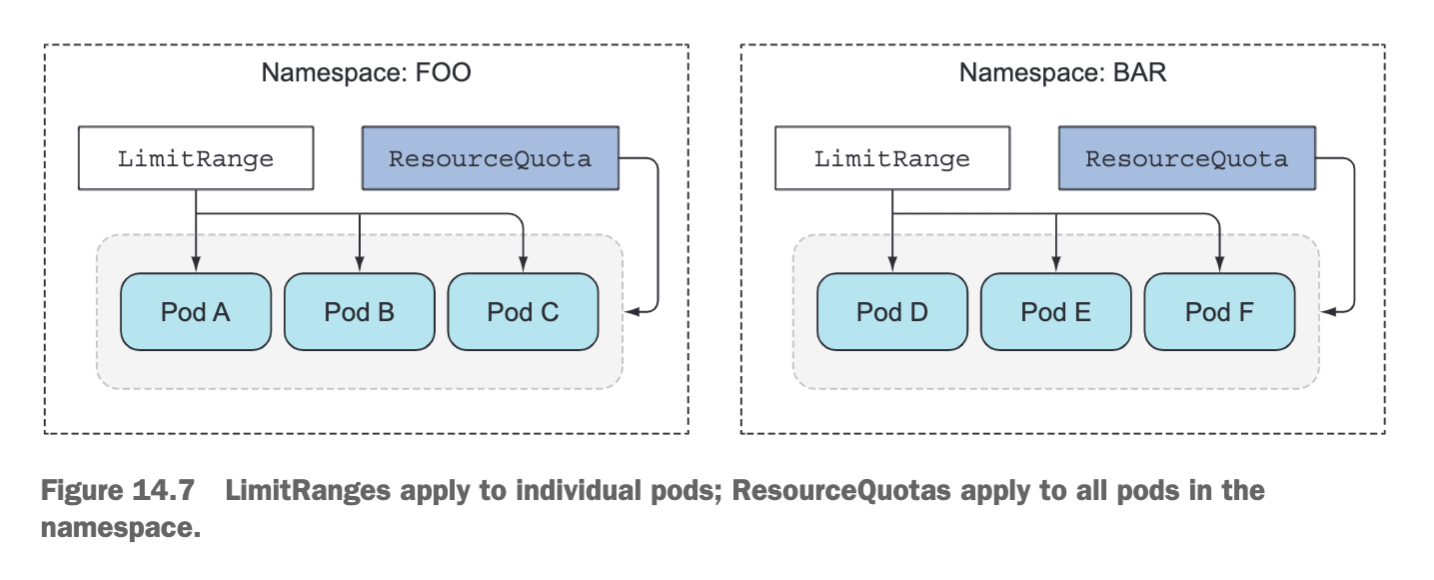 Namespace: FOO
LimitRange
ResourceQuota
Pod A
Pod B
Pod C
Namespace: BAR
LimitRange
ResourceQuota
Pod D
Pod E
Pod F
Figure 14.7 LimitRanges apply to individual pods; ResourceQuotas apply to all pods in the
namespace.